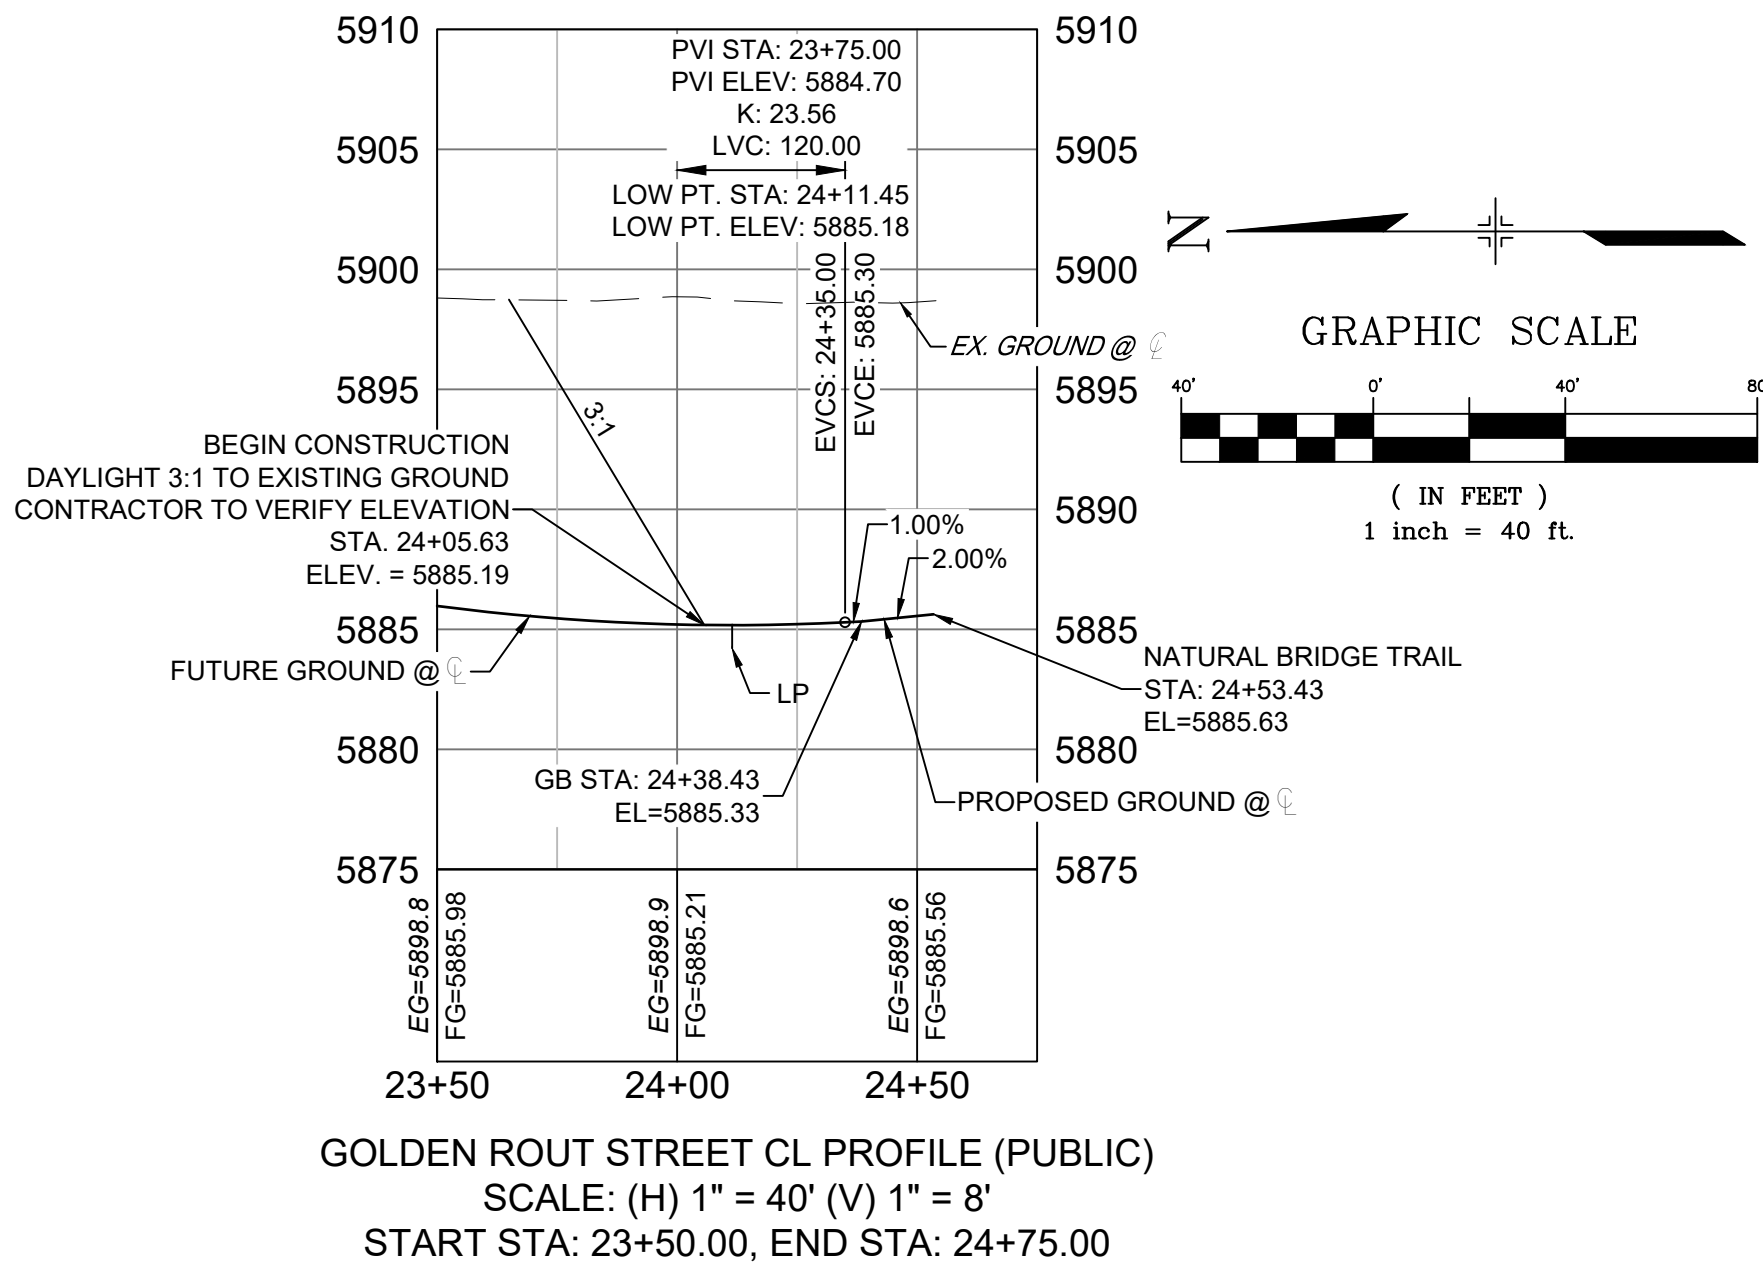 5910
5905
5900
5895
5890
5885
5880
5875
PVI STA: 23+75.00
PVI ELEV: 5884.70
K: 23.56
LVC: 120.00
LOW PT. STA: 24+11.45
LOW PT. ELEV: 5885.18
EVCS: 24+35.00
EVCE: 5885.30
EX. GROUND @ ℄
3:1
BEGIN CONSTRUCTION
DAYLIGHT 3:1 TO EXISTING GROUND
CONTRACTOR TO VERIFY ELEVATION
STA. 24+05.63
ELEV. = 5885.19
1.00%
2.00%
FUTURE GROUND @ ℄
LP
NATURAL BRIDGE TRAIL
STA: 24+53.43
EL=5885.63
GB STA: 24+38.43
EL=5885.33
PROPOSED GROUND @ ℄
5910
5905
5900
5895
5890
5885
5880
5875
EG=5898.8
FG=5885.98
EG=5898.9
FG=5885.21
EG=5898.6
FG=5885.56
23+50 24+00 24+50
GOLDEN ROUT STREET CL PROFILE (PUBLIC)
SCALE: (H) 1" = 40' (V) 1" = 8'
START STA: 23+50.00, END STA: 24+75.00
N
GRAPHIC SCALE
40' 0' 40' 80
( IN FEET )
1 inch = 40 ft.